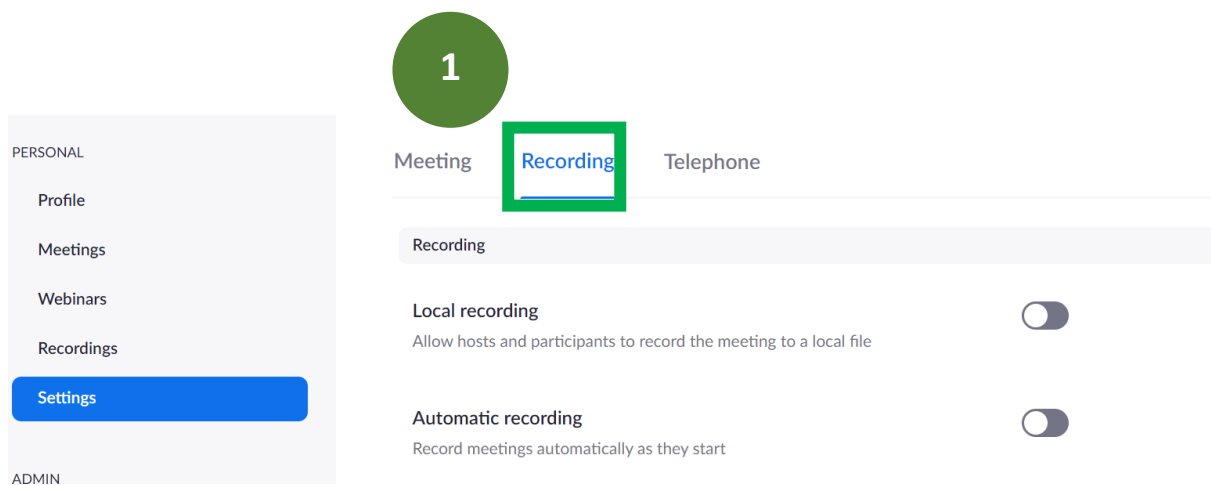 1
PERSONAL
Profile
Meetings
Webinars
Recordings
Settings
ADMIN
Meeting
Recording
Telephone
Recording
Local recording
Allow hosts and participants to record the meeting to a local file
Automatic recording
Record meetings automatically as they start